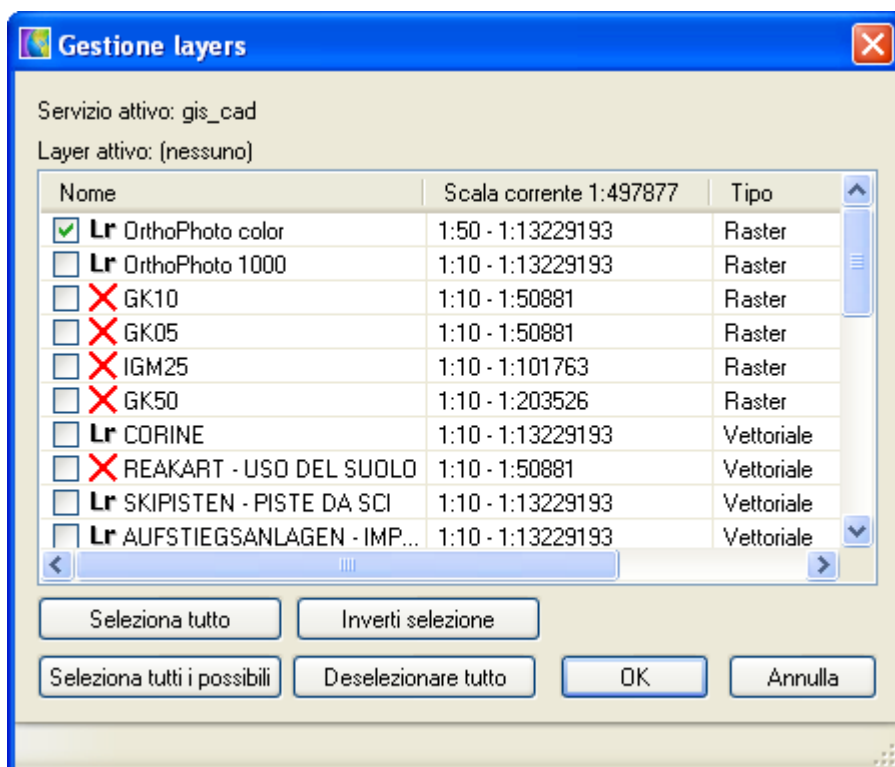 Gestione layers
Servizio attivo: gis_cad
Layer attivo: (nessuno)
Nome Scala corrente 1:497877 Tipo
Lr OrthoPhoto color 1:50 - 1:13229193 Raster
Lr OrthoPhoto 1000 1:10 - 1:13229193 Raster
GK10 1:10 - 1:50881 Raster
GK05 1:10 - 1:50881 Raster
IGM25 1:10 - 1:101763 Raster
GK50 1:10 - 1:203526 Raster
Lr CORINE 1:10 - 1:13229193 Vettoriale
REAKART - USO DEL SUOLO 1:10 - 1:50881 Vettoriale
Lr SKIPISTEN - PISTE DA SCI 1:10 - 1:13229193 Vettoriale
Lr AUFSTIEGSANLAGEN - IMP... 1:10 - 1:13229193 Vettoriale
Seleziona tutto Inverti selezione
Seleziona tutti i possibili Deselezionare tutto OK Annulla